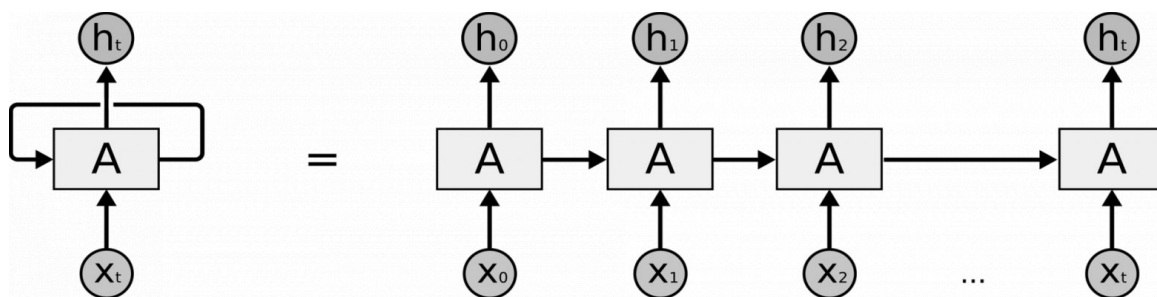 hₜ h₀ h₁ h₂ hₜ
A = A A A A
xₜ x₀ x₁ x₂ ... xₜ